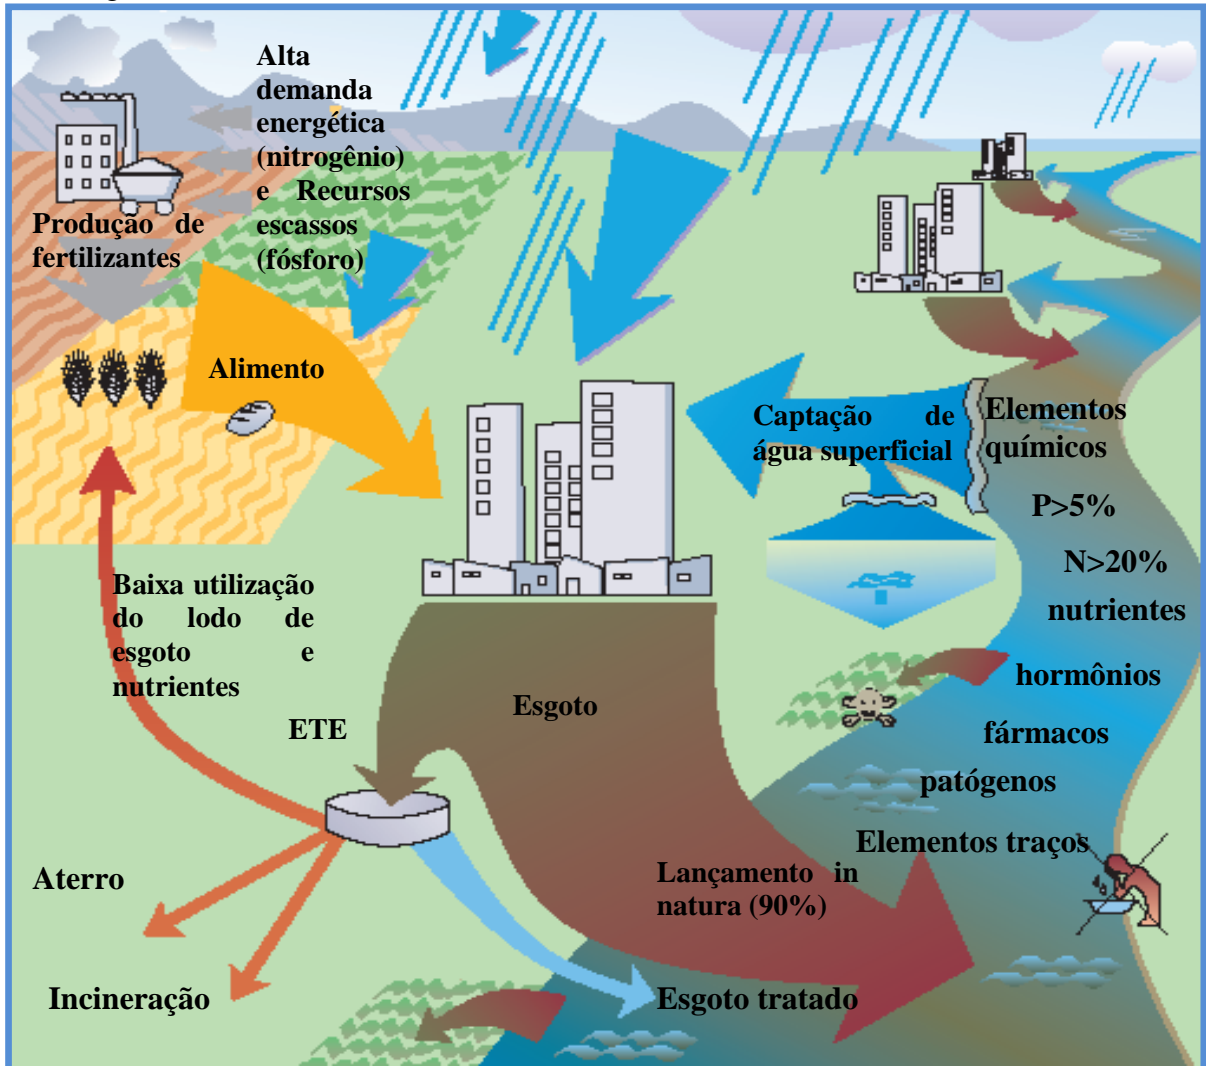 Alta
demanda
energética
(nitrogênio)
e Recursos
escassos
(fósforo)
Produção de
fertilizantes
Alimento
Captação de
água superficial
Elementos
químicos
P>5%
N>20%
nutrientes
hormônios
fármacos
patógenos
Elementos traços
Baixa utilização
do lodo de
esgoto e
nutrientes
ETE
Esgoto
Lançamento in
natura (90%)
Aterro
Incineração
Esgoto tratado